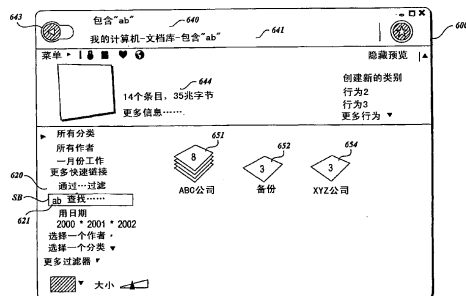 643
包含"ab"
640
我的计算机-文档库-包含"ab"
641
600
菜单
隐藏预览
644
14个条目，35兆字节
更多信息……
创建新的类别
行为2
行为3
更多行为
所有分类
所有作者
一月份工作
更多快速链接
620
通过…过滤
SB
ab 查找……
621
用日期
2000 * 2001 * 2002
选择一个作者
选择一个分类
更多过滤器
大小
651
8
ABC公司
652
3
备份
654
3
XYZ公司